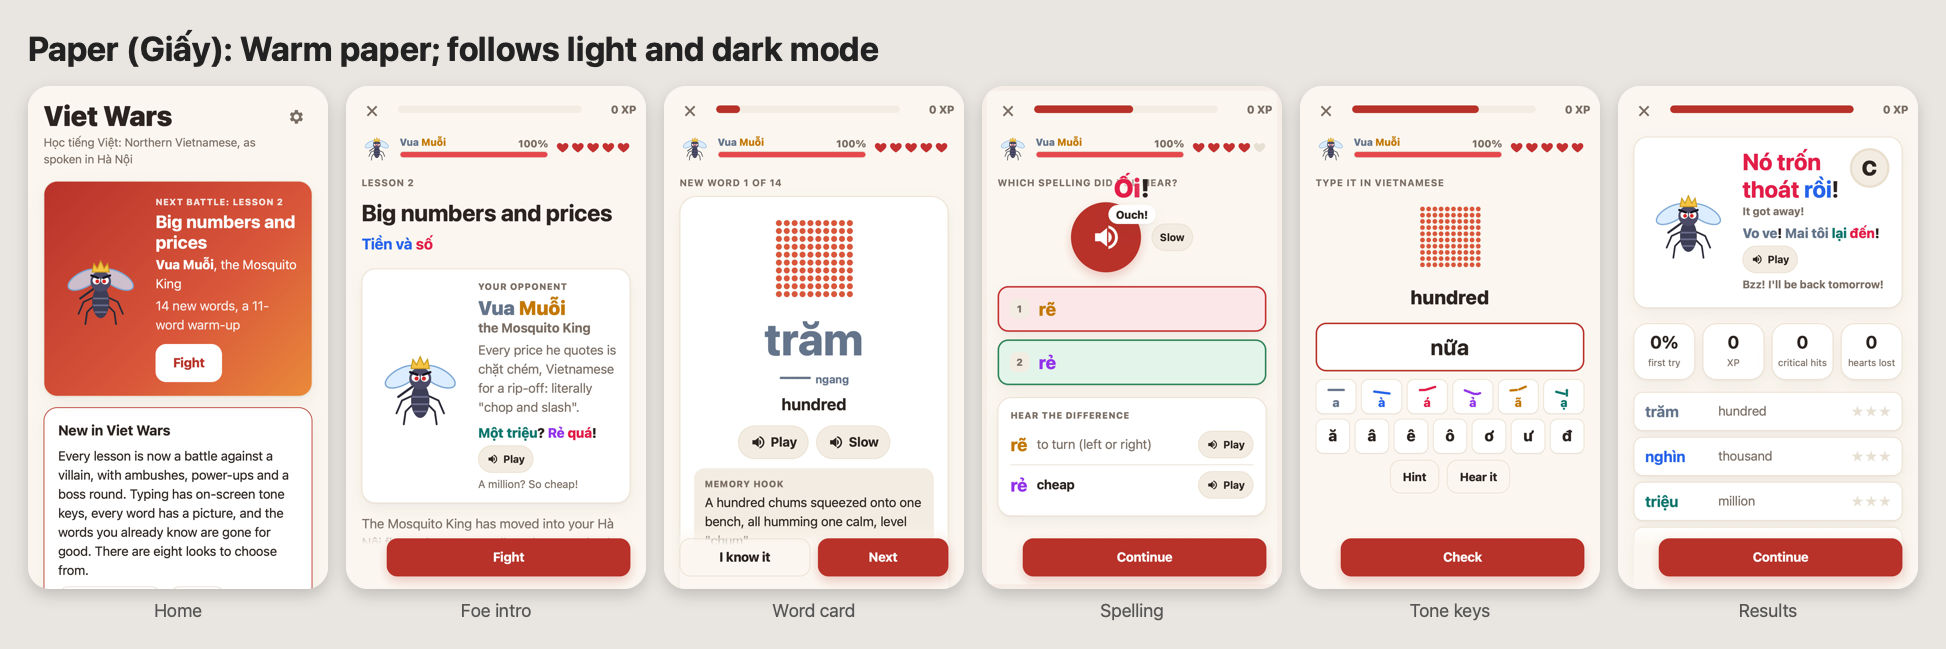 Paper (Giấy): Warm paper; follows light and dark mode
Viet Wars
Học tiếng Việt: Northern Vietnamese, as
spoken in Hà Nội
NEXT BATTLE: LESSON 2
Big numbers and
prices
Vua Muỗi, the Mosquito
King
14 new words, a 11-
word warm-up
Fight
New in Viet Wars
Every lesson is now a battle against a
villain, with ambushes, power-ups and a
boss round. Typing has on-screen tone
keys, every word has a picture, and the
words you already know are gone for
good. There are eight looks to choose
from.
Home
0 XP
Vua Muỗi 100%
LESSON 2
Big numbers and prices
Tiền và số
YOUR OPPONENT
Vua Muỗi
the Mosquito King
Every price he quotes is
chặt chém, Vietnamese
for a rip-off: literally
"chop and slash".
Một triệu? Rẻ quá!
Play
A million? So cheap!
The Mosquito King has moved into your Hà
Fight
Foe intro
0 XP
Vua Muỗi 100%
NEW WORD 1 OF 14
trăm
ngang
hundred
Play Slow
MEMORY HOOK
A hundred chums squeezed onto one
bench, all humming one calm, level
"chum"
I know it Next
Word card
0 XP
Vua Muỗi 100%
WHICH SPELLING DID HEAR?
Ối!
Ouch!
Slow
1 rẽ
2 rẻ
HEAR THE DIFFERENCE
rẽ to turn (left or right) Play
rẻ cheap Play
Continue
Spelling
0 XP
Vua Muỗi 100%
TYPE IT IN VIETNAMESE
hundred
nữa
a à á ả ã ạ
ă â ê ô ơ ư đ
Hint Hear it
Check
Tone keys
0 XP
Nó trốn
thoát rồi!
C
It got away!
Vo ve! Mai tôi lại đến!
Play
Bzz! I'll be back tomorrow!
0% 0 0 0
first try XP critical hits hearts lost
trăm hundred
nghìn thousand
triệu million
Continue
Results